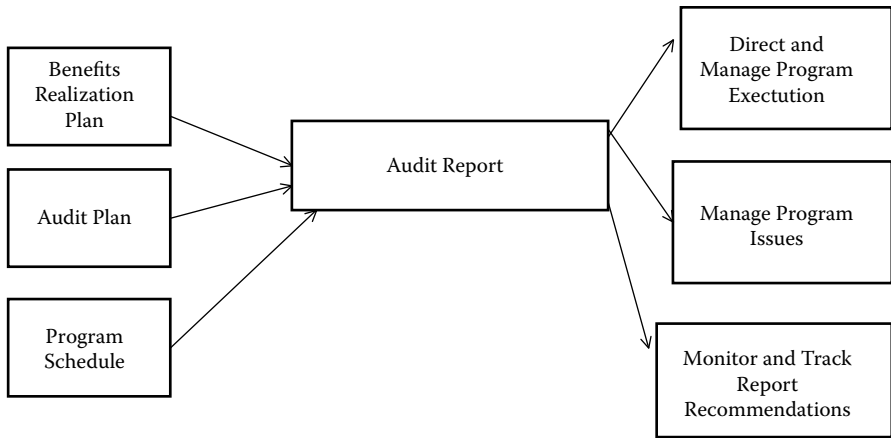 Benefits
Realization
Plan
Audit Plan
Program
Schedule
Audit Report
Direct and
Manage Program
Exectution
Manage Program
Issues
Monitor and Track
Report
Recommendations